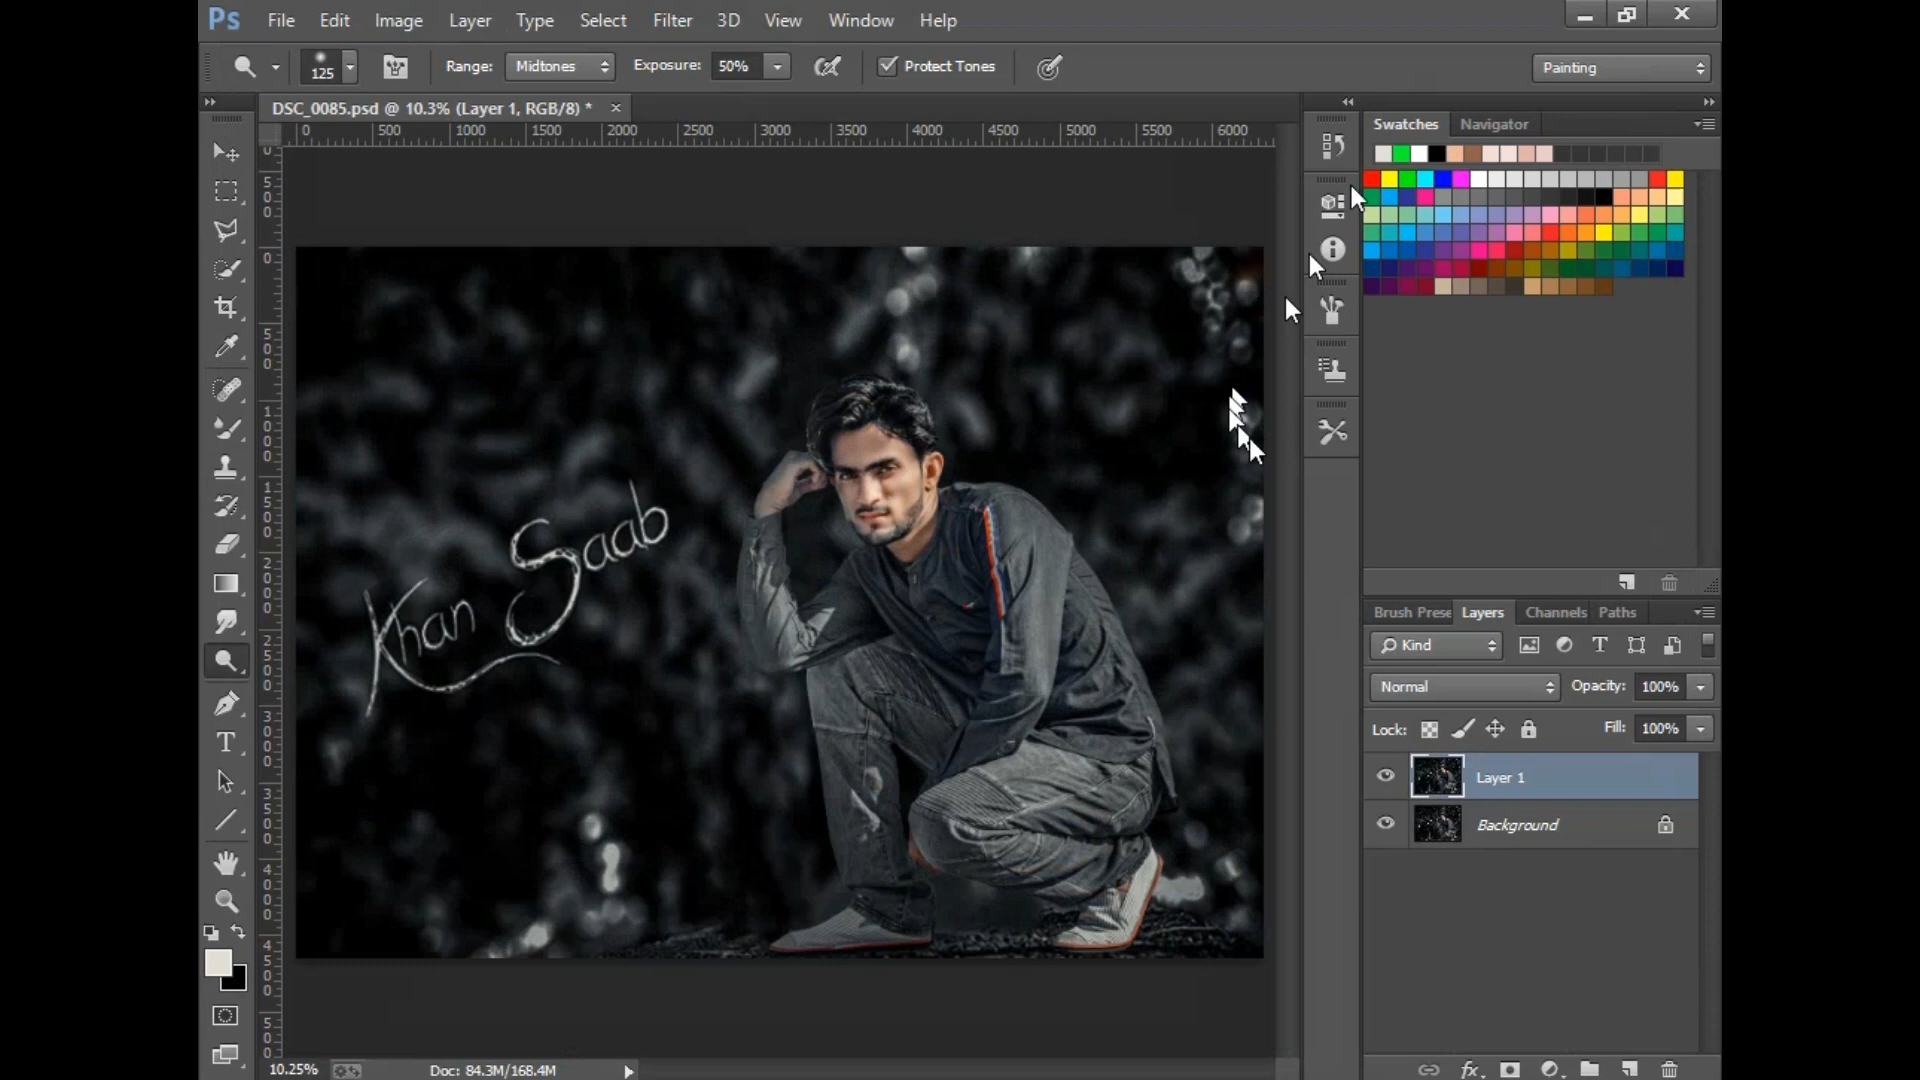 Ps File Edit Image Layer Type Select Filter 3D View Window Help
125 Range: Midtones Exposure: 50% Protect Tones Painting
DSC_0085.psd @ 10.3% (Layer 1, RGB/8) * ×
0 500 1000 1500 2000 2500 3000 3500 4000 4500 5000 5500 6000
Swatches Navigator
Khan Saab
Brush Prese Layers Channels Paths
Kind
Normal Opacity: 100%
Lock: Fill: 100%
Layer 1
Background
10.25% Doc: 84.3M/168.4M fx